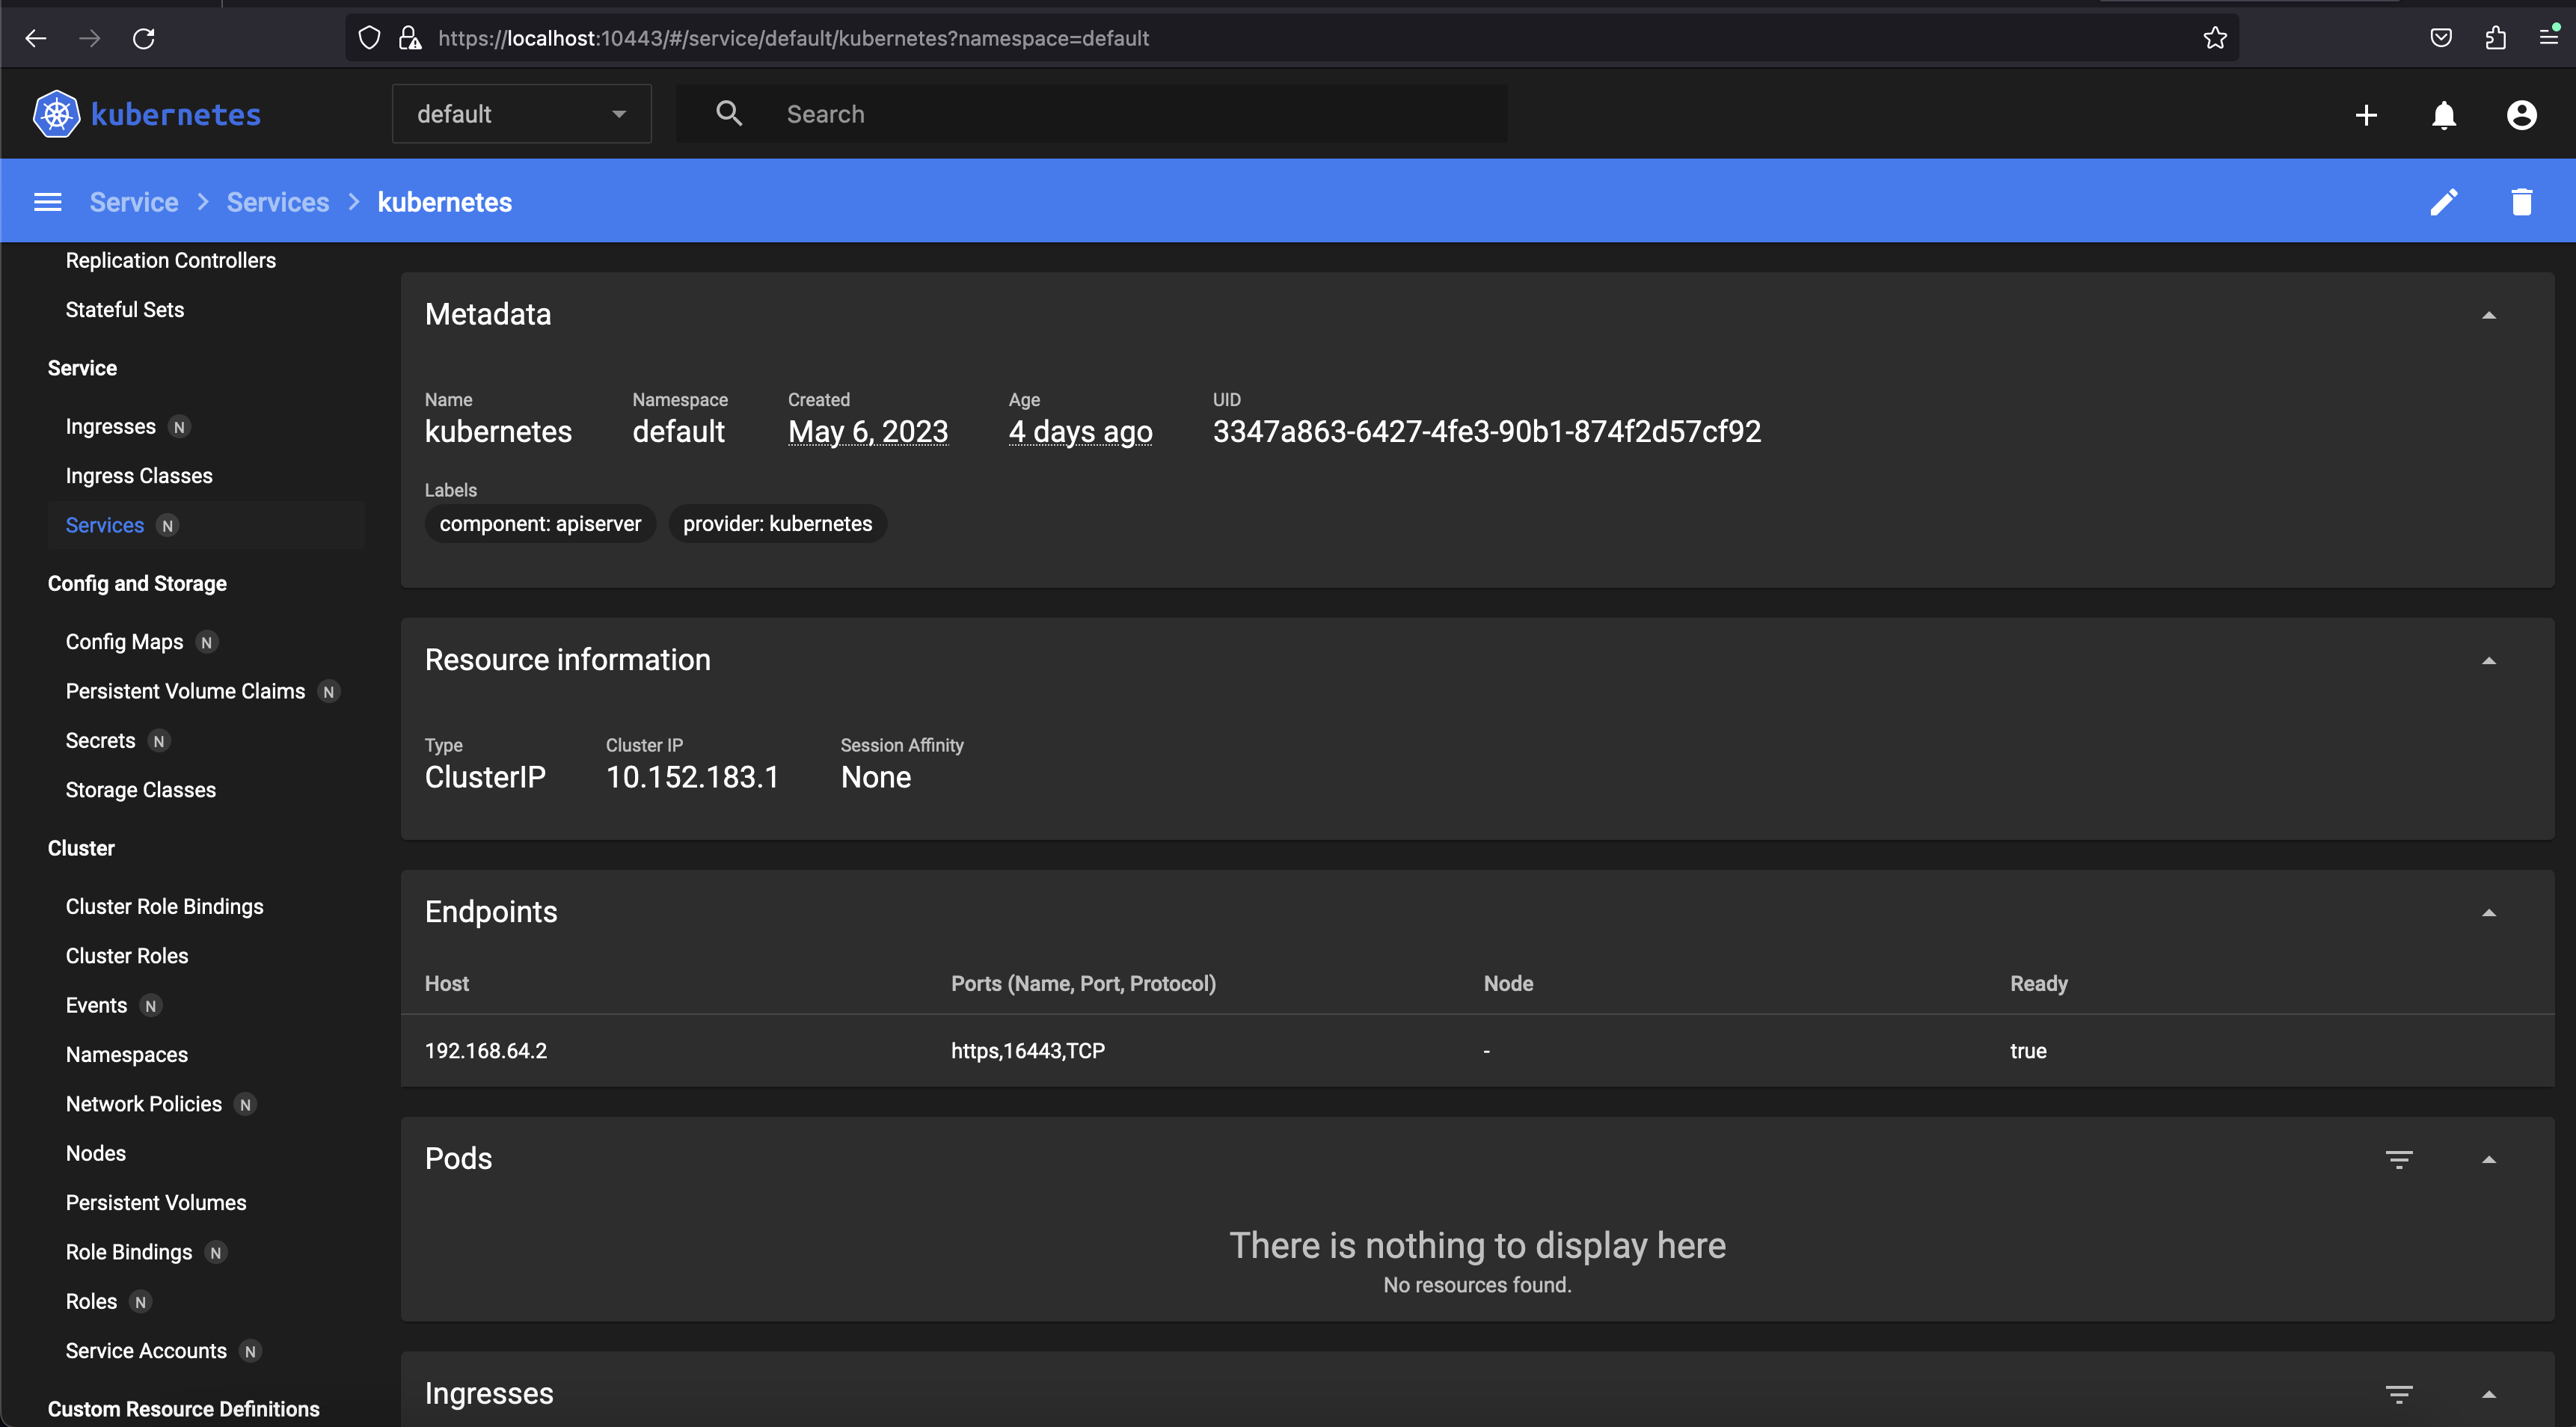 https://localhost:10443/#/service/default/kubernetes?namespace=default
kubernetes
default
Search
Service
Services
kubernetes
Replication Controllers
Stateful Sets
Service
Ingresses N
Ingress Classes
Services N
Config and Storage
Config Maps N
Persistent Volume Claims N
Secrets N
Storage Classes
Cluster
Cluster Role Bindings
Cluster Roles
Events N
Namespaces
Network Policies N
Nodes
Persistent Volumes
Role Bindings N
Roles N
Service Accounts N
Custom Resource Definitions
Metadata
Name
kubernetes
Namespace
default
Created
May 6, 2023
Age
4 days ago
UID
3347a863-6427-4fe3-90b1-874f2d57cf92
Labels
component: apiserver
provider: kubernetes
Resource information
Type
ClusterIP
Cluster IP
10.152.183.1
Session Affinity
None
Endpoints
Host Ports (Name, Port, Protocol) Node Ready
192.168.64.2 https,16443,TCP - true
Pods
There is nothing to display here
No resources found.
Ingresses